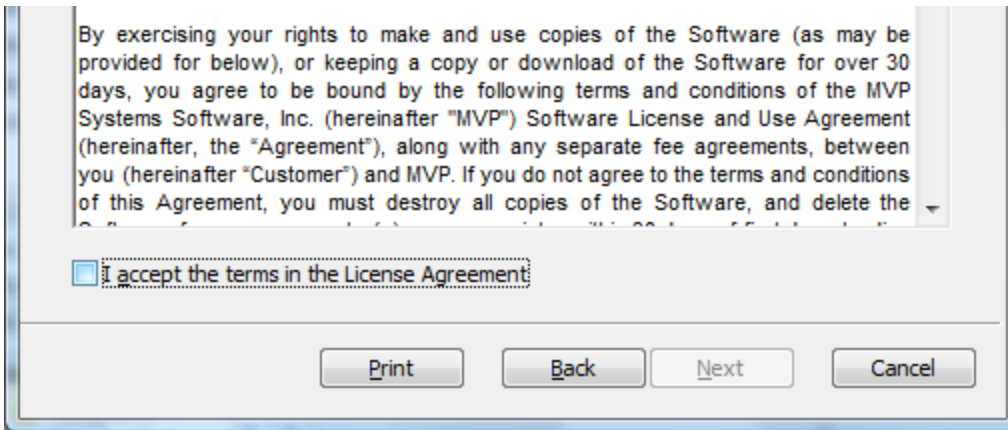 By exercising your rights to make and use copies of the Software (as may be
provided for below), or keeping a copy or download of the Software for over 30
days, you agree to be bound by the following terms and conditions of the MVP
Systems Software, Inc. (hereinafter "MVP") Software License and Use Agreement
(hereinafter, the “Agreement”), along with any separate fee agreements, between
you (hereinafter “Customer”) and MVP. If you do not agree to the terms and conditions
of this Agreement, you must destroy all copies of the Software, and delete the
I accept the terms in the License Agreement
Print Back Next Cancel